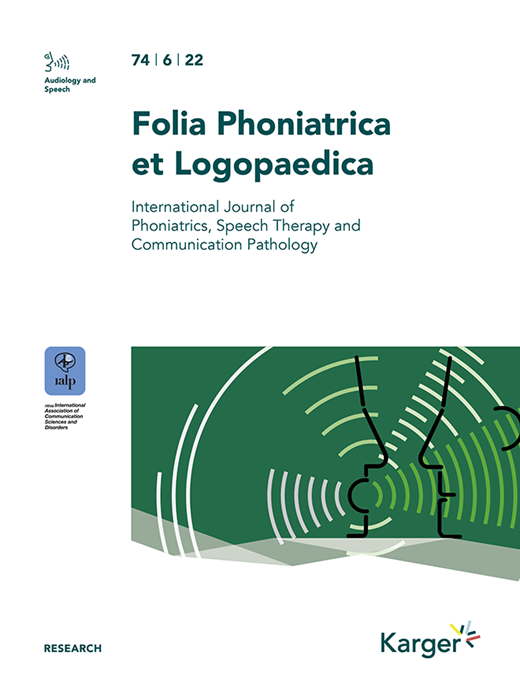 Audiology and
Speech
74 | 6 | 22
Folia Phoniatrica
et Logopaedica
International Journal of
Phoniatrics, Speech Therapy and
Communication Pathology
ialp
International
Association of
Communication
Sciences and
Disorders
RESEARCH
Karger